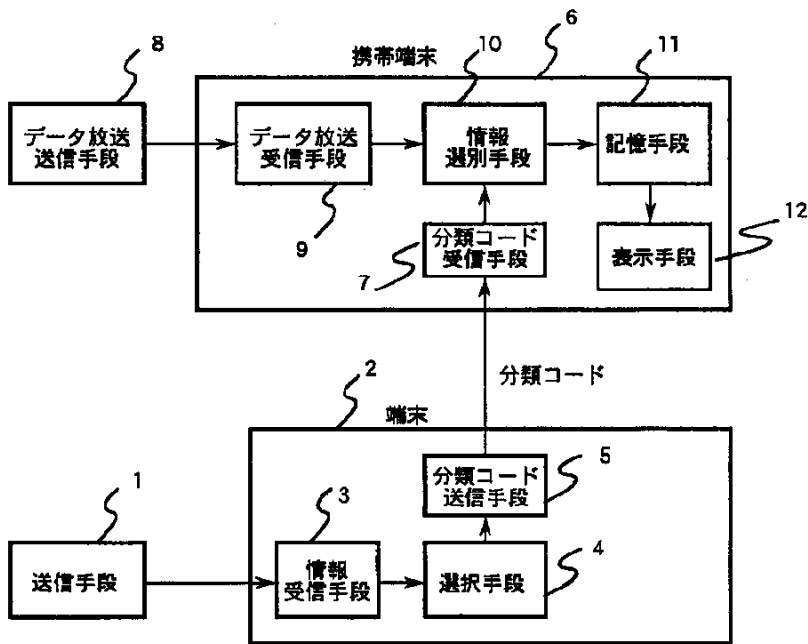 8
携帯端末
10
6
11
データ放送
送信手段
データ放送
受信手段
情報
選別手段
記憶手段
9
7
分類コード
受信手段
表示手段
12
分類コード
2
端末
1
3
分類コード
送信手段
5
送信手段
情報
受信手段
選択手段
4